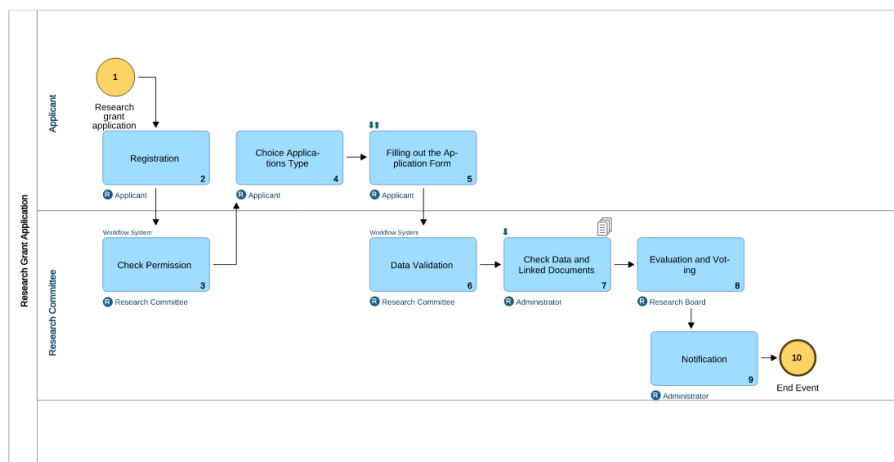 Research Grant Application
Applicant
1
Research
grant
application
Registration
2
R Applicant
Choice Applica-
tions Type
4
R Applicant
Filling out the Ap-
plication Form
5
R Applicant
Research Committee
Workflow System
Check Permission
3
R Research Committee
Workflow System
Data Validation
6
R Research Committee
Check Data and
Linked Documents
7
R Administrator
Evaluation and Vot-
ing
8
R Research Board
Notification
9
R Administrator
10
End Event